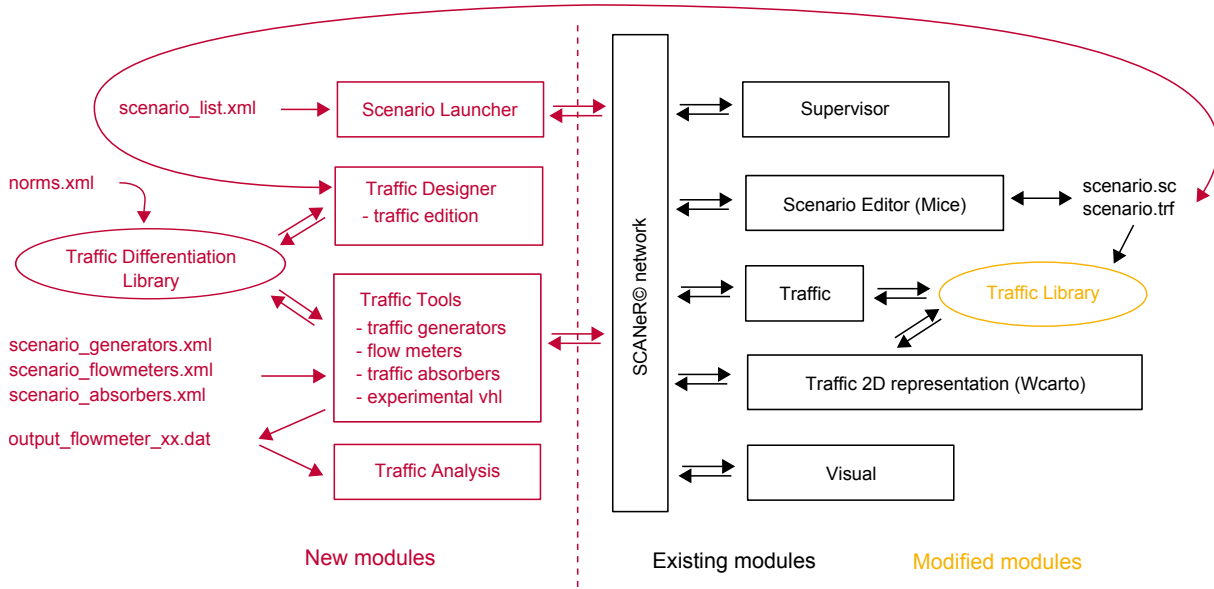 scenario_list.xml
Scenario Launcher
norms.xml
Traffic Designer
- traffic edition
Traffic Differentiation
Library
Traffic Tools
- traffic generators
- flow meters
- traffic absorbers
- experimental vhl
scenario_generators.xml
scenario_flowmeters.xml
scenario_absorbers.xml
output_flowmeter_xx.dat
Traffic Analysis
New modules
SCANeR© network
Supervisor
Scenario Editor (Mice)
scenario.sc
scenario.trf
Traffic
Traffic Library
Traffic 2D representation (Wcarto)
Visual
Existing modules
Modified modules